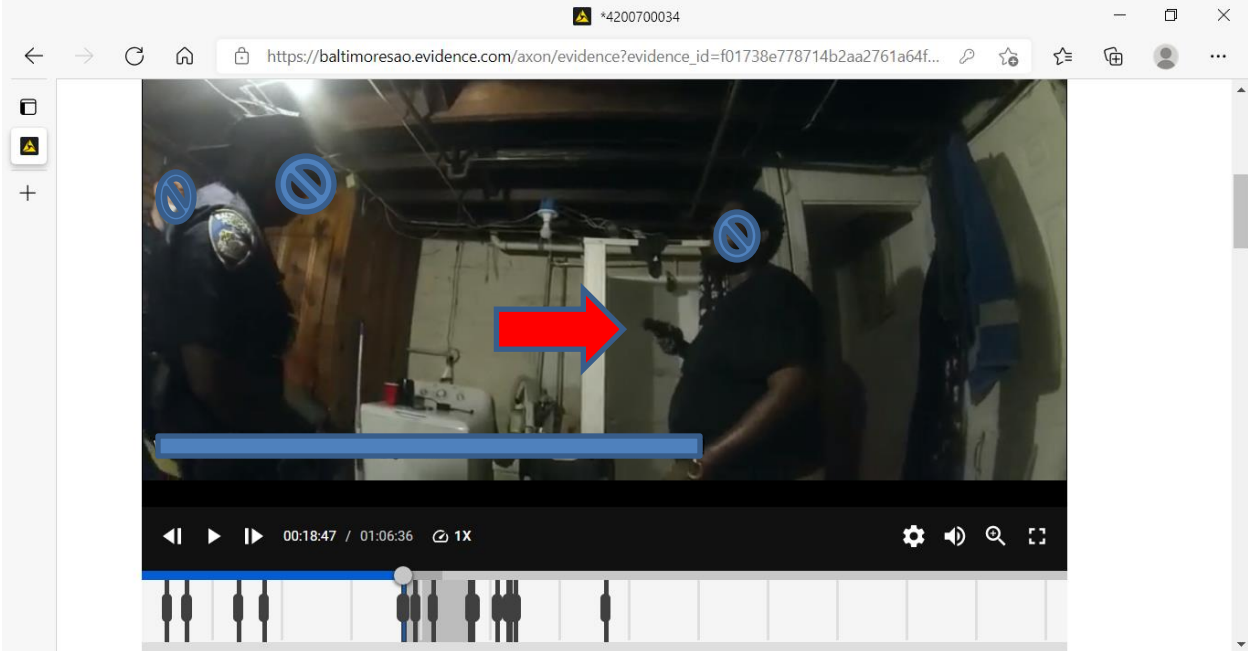 *4200700034
https://baltimoresao.evidence.com/axon/evidence?evidence_id=f01738e778714b2aa2761a64f...
00:18:47 / 01:06:36 1X